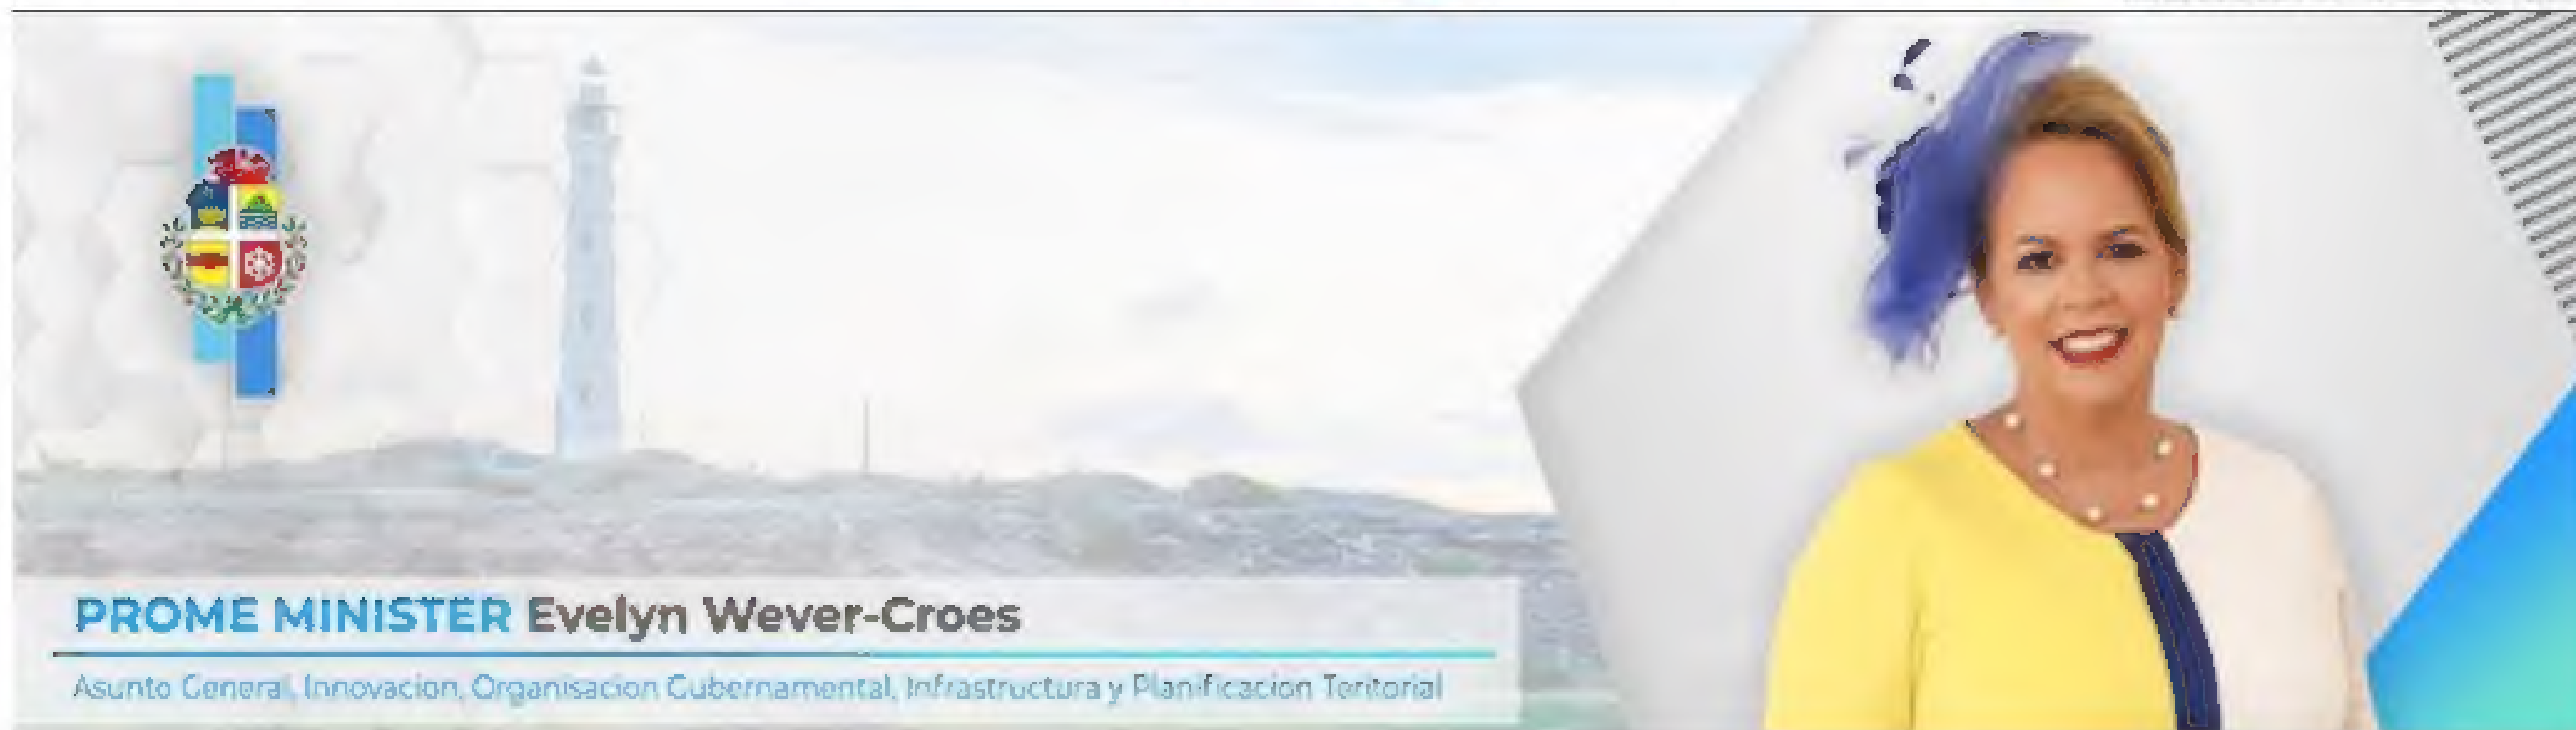 PROME MINISTER Evelyn Wever-Croes
Asunto General, Innovacion, Organisacion Gubernamental, Infrastructura y Planificacion Teritorial